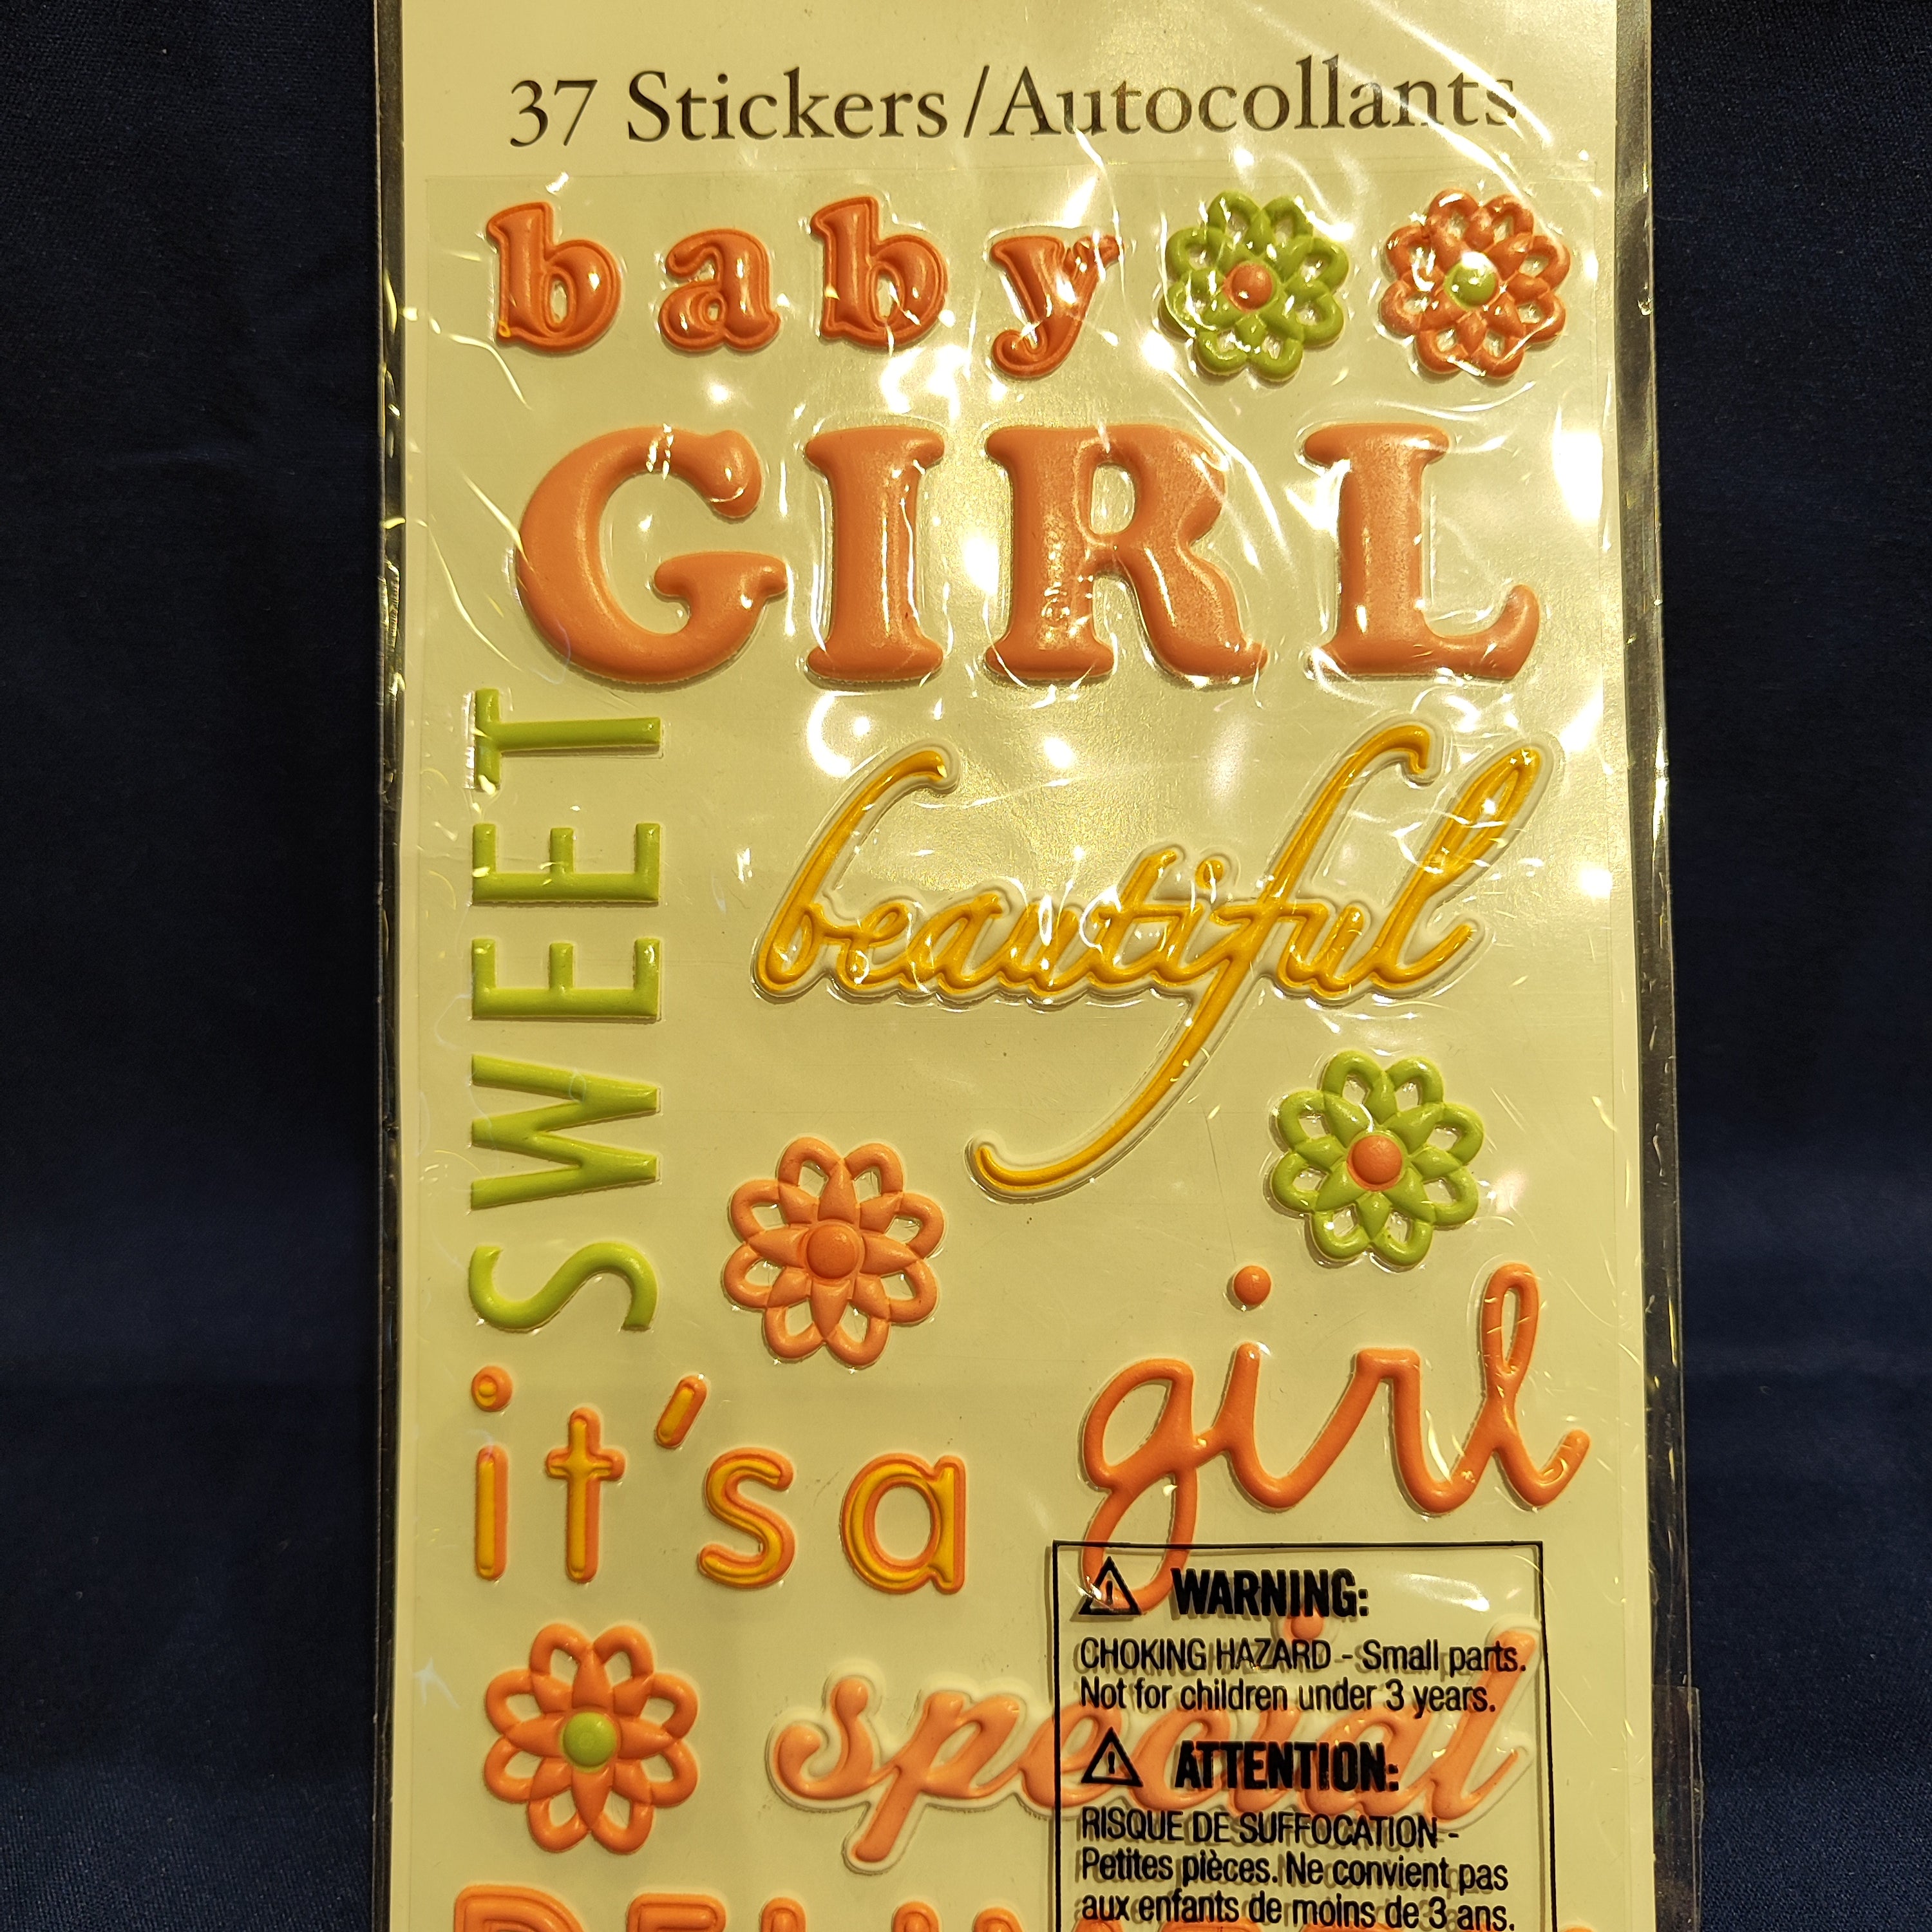 37 Stickers/Autocollants
baby
GIRL
SWEET
beautiful
girl
it's a
special
WARNING:
CHOKING HAZARD - Small parts.
Not for children under 3 years.
ATTENTION:
RISQUE DE SUFFOCATION -
Petites pièces. Ne convient pas
aux enfants de moins de 3 ans.